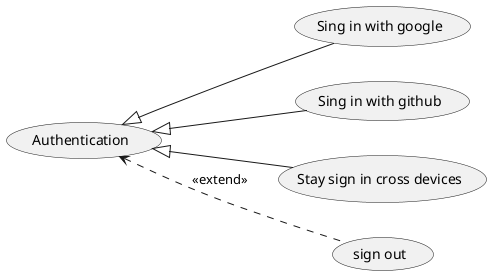 Sing in with google
Sing in with github
Authentication
Stay sign in cross devices
«extend»
sign out